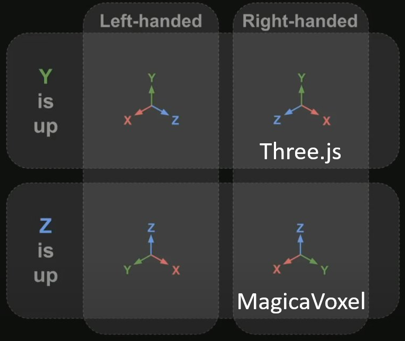 Left-handed Right-handed
Y
is
up
Y
X Z
Y
Z X
Three.js
Z
is
up
Z
Y X
Z
X Y
MagicaVoxel